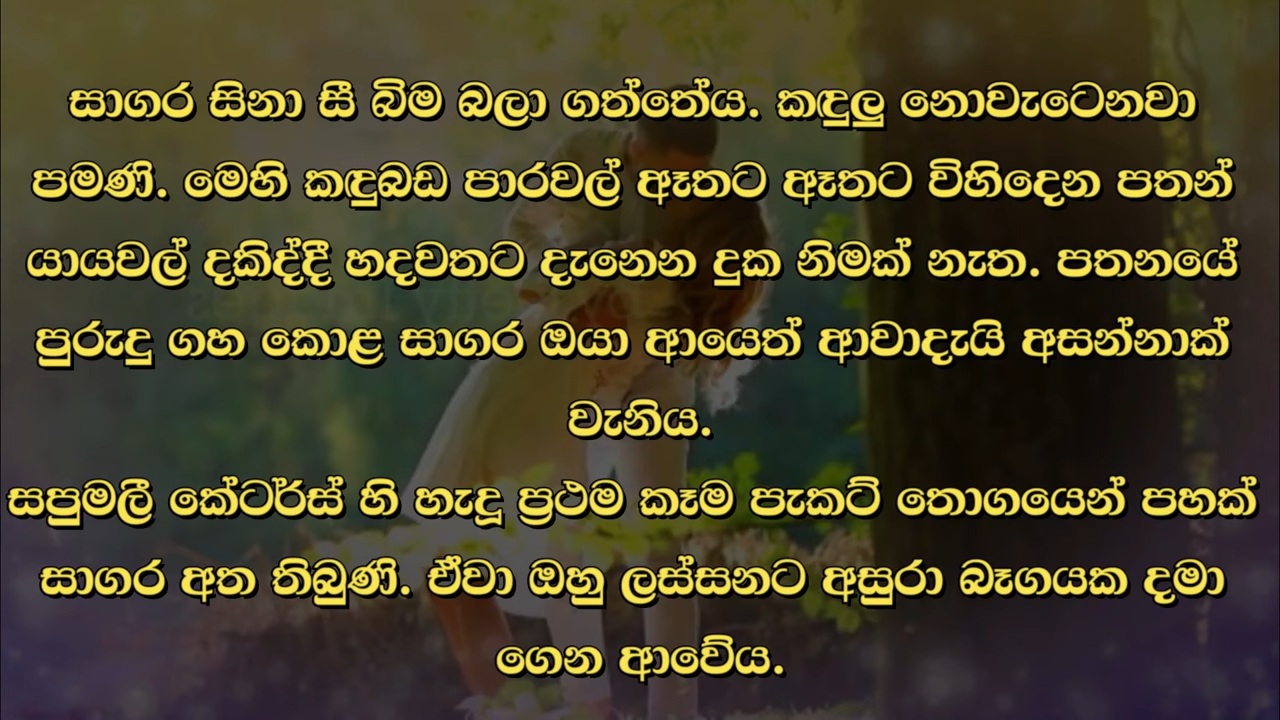 සාගර සිනා සී බිම බලා ගත්තේය. කඳුලු නොවැටෙනවා
පමණි. මෙහි කඳුබඩ පාරවල් ඈතට ඈතට විහිදෙන පතන්
යායවල් දකිද්දී හදවතට දැනෙන දුක නිමක් නැත. පතනයේ
පුරුදු ගහ කොළ සාගර ඔයා ආයෙත් ආවාදැයි අසන්නාක්
වැනිය.
සපුමලී කේටර්ස් හි හැදූ ප්‍රථම කෑම පැකට් තොගයෙන් පහක්
සාගර අත තිබුණි. ඒවා ඔහු ලස්සනට අසුරා බෑගයක දමා
ගෙන ආවේය.